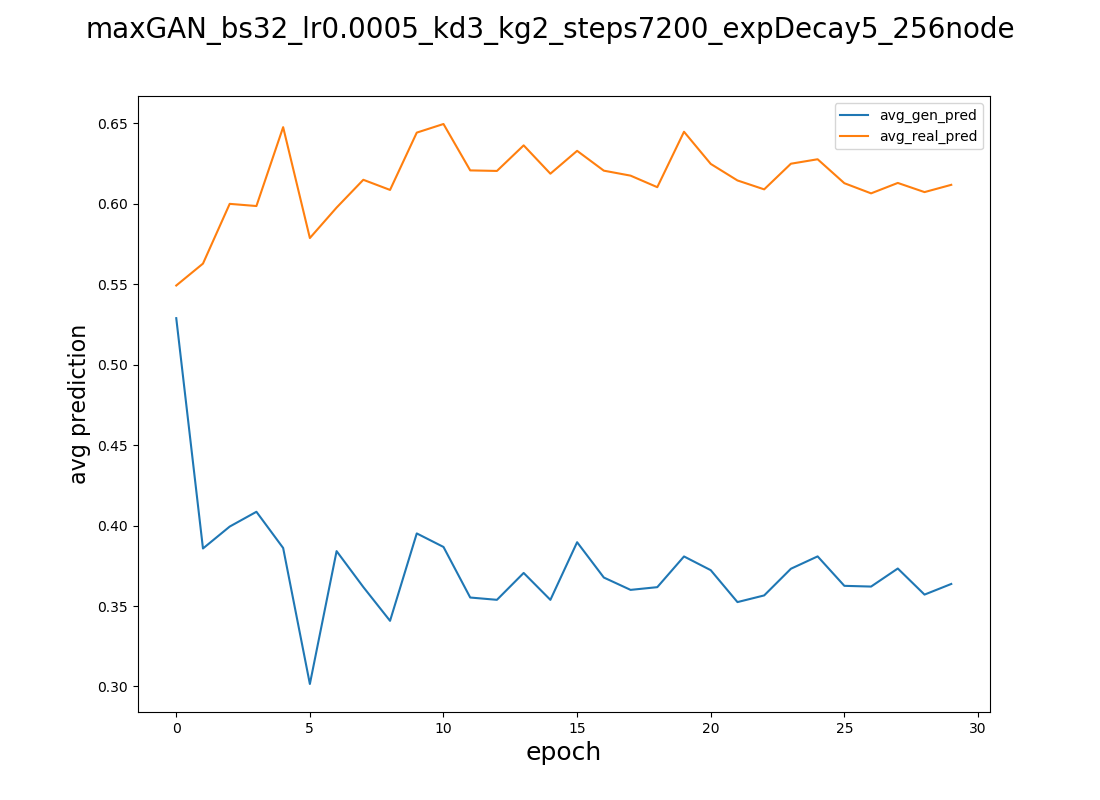 maxGAN_bs32_lr0.0005_kd3_kg2_steps7200_expDecay5_256node
avg_gen_pred
avg_real_pred
0.65
0.60
0.55
0.50
0.45
0.40
0.35
0.30
avg prediction
0 5 10 15 20 25 30
epoch